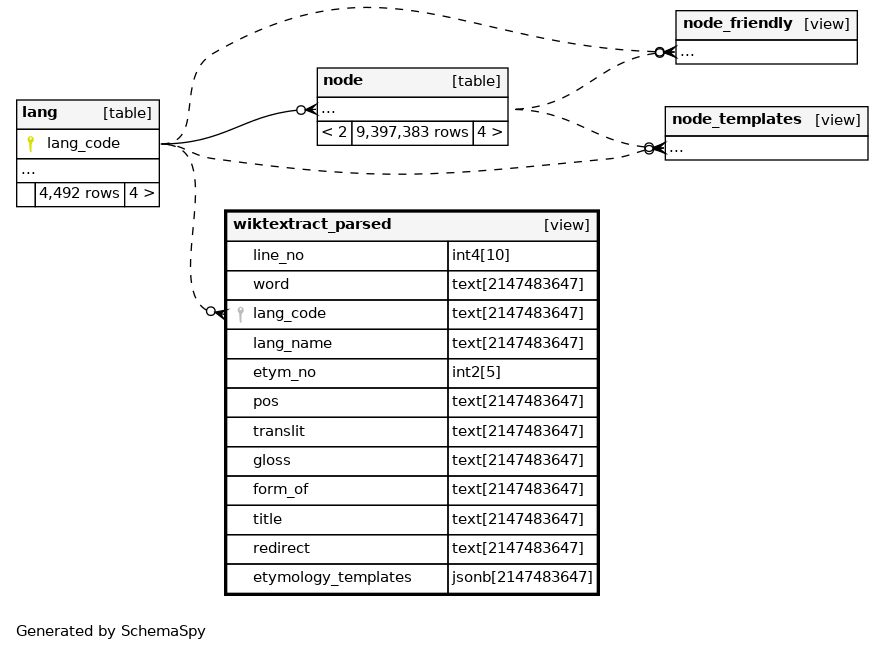 node_friendly [view]
...
node [table]
...
< 2 9,397,383 rows 4 >
lang [table]
lang_code
...
4,492 rows 4 >
node_templates [view]
...
wiktextract_parsed [view]
line_no int4[10]
word text[2147483647]
lang_code text[2147483647]
lang_name text[2147483647]
etym_no int2[5]
pos text[2147483647]
translit text[2147483647]
gloss text[2147483647]
form_of text[2147483647]
title text[2147483647]
redirect text[2147483647]
etymology_templates jsonb[2147483647]
Generated by SchemaSpy